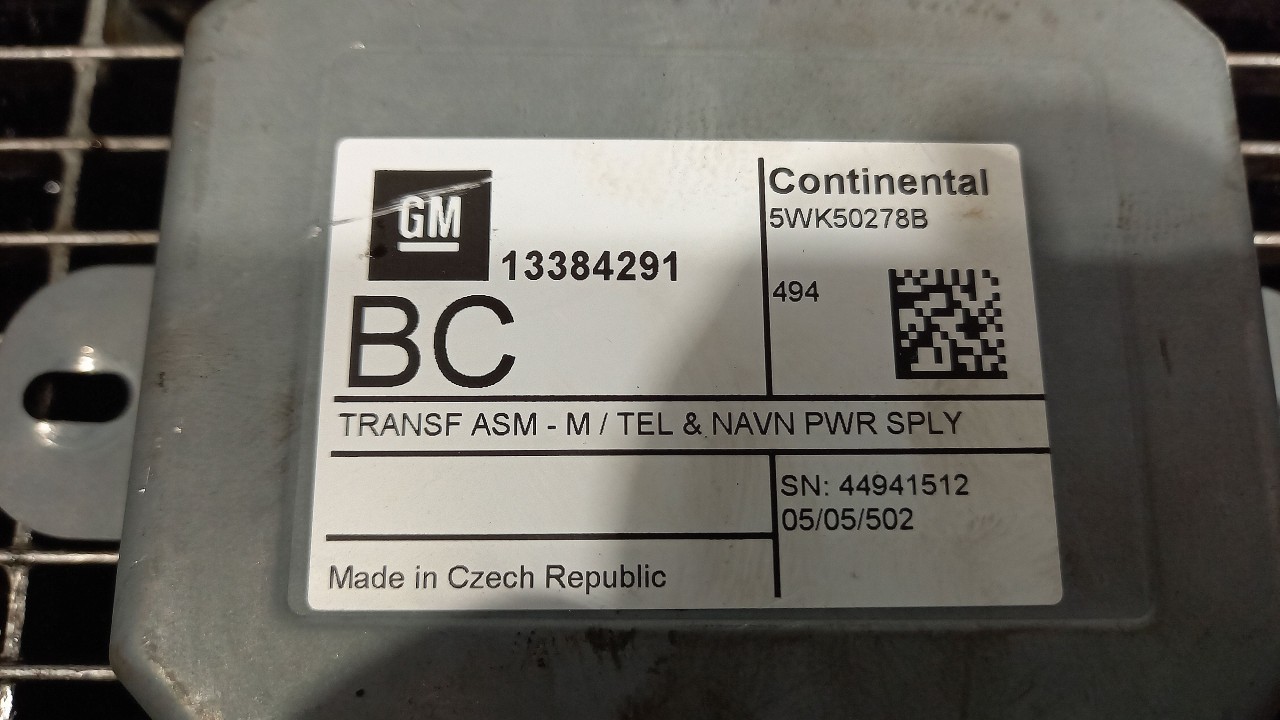 GM
13384291
BC
Continental
5WK50278B
494
TRANSF ASM - M / TEL & NAVN PWR SPLY
SN: 44941512
05/05/502
Made in Czech Republic